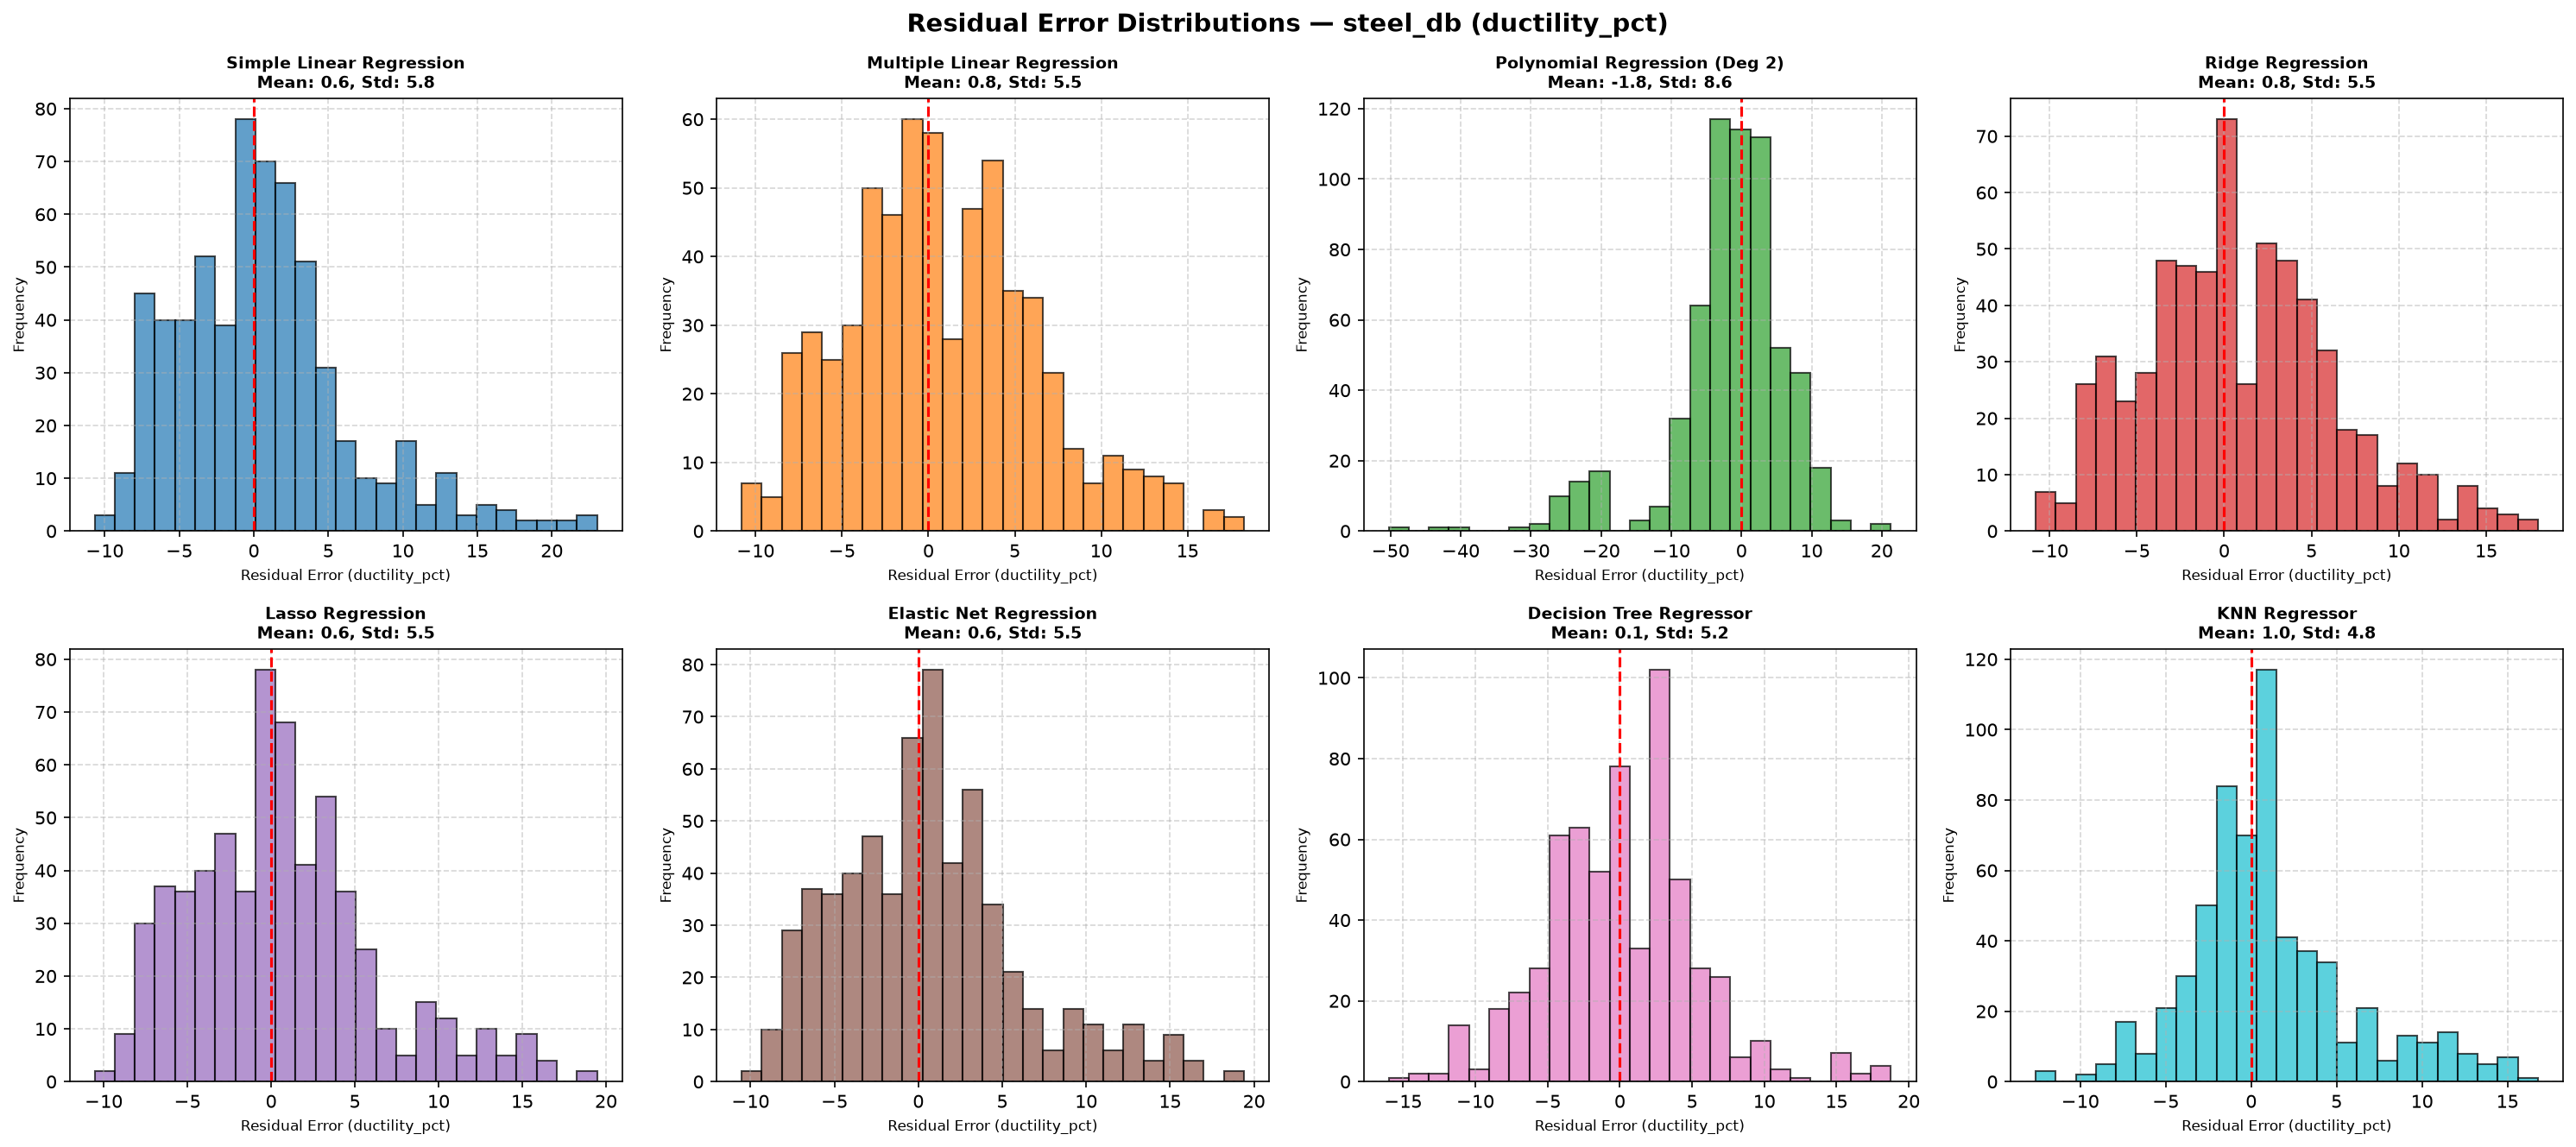 Residual Error Distributions — steel_db (ductility_pct)
Simple Linear Regression
Mean: 0.6, Std: 5.8
Frequency
80
70
60
50
40
30
20
10
0
−10 −5 0 5 10 15 20
Residual Error (ductility_pct)
Multiple Linear Regression
Mean: 0.8, Std: 5.5
Frequency
60
50
40
30
20
10
0
−10 −5 0 5 10 15
Residual Error (ductility_pct)
Polynomial Regression (Deg 2)
Mean: -1.8, Std: 8.6
Frequency
120
100
80
60
40
20
0
−50 −40 −30 −20 −10 0 10 20
Residual Error (ductility_pct)
Ridge Regression
Mean: 0.8, Std: 5.5
Frequency
70
60
50
40
30
20
10
0
−10 −5 0 5 10 15
Residual Error (ductility_pct)
Lasso Regression
Mean: 0.6, Std: 5.5
Frequency
80
70
60
50
40
30
20
10
0
−10 −5 0 5 10 15 20
Residual Error (ductility_pct)
Elastic Net Regression
Mean: 0.6, Std: 5.5
Frequency
80
70
60
50
40
30
20
10
0
−10 −5 0 5 10 15 20
Residual Error (ductility_pct)
Decision Tree Regressor
Mean: 0.1, Std: 5.2
Frequency
100
80
60
40
20
0
−15 −10 −5 0 5 10 15 20
Residual Error (ductility_pct)
KNN Regressor
Mean: 1.0, Std: 4.8
Frequency
120
100
80
60
40
20
0
−10 −5 0 5 10 15
Residual Error (ductility_pct)